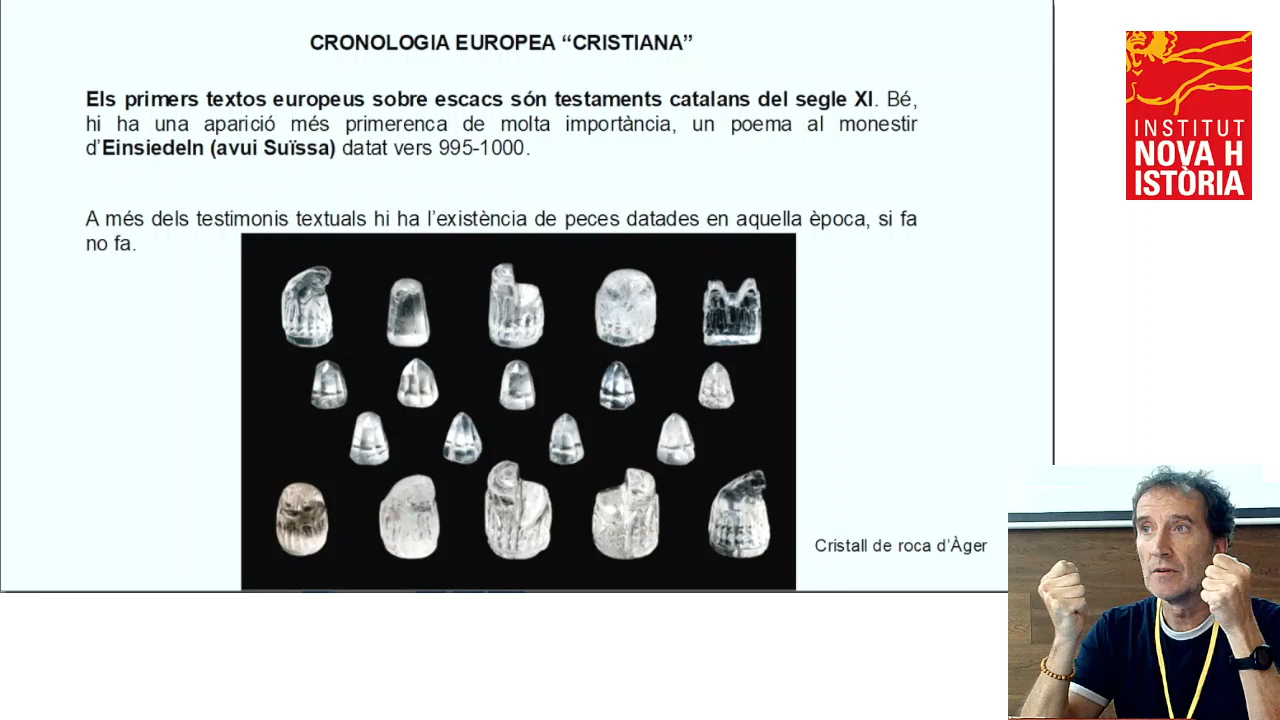 CRONOLOGIA EUROPEA “CRISTIANA”
Els primers textos europeus sobre escacs són testaments catalans del segle XI. Bé,
hi ha una aparició més primerenca de molta importància, un poema al monestir
d’Einsiedeln (avui Suïssa) datat vers 995-1000.
A més dels testimonis textuals hi ha l’existència de peces datades en aquella època, si fa
no fa.
Cristall de roca d’Àger
INSTITUT
NOVA H
ISTÒRIA